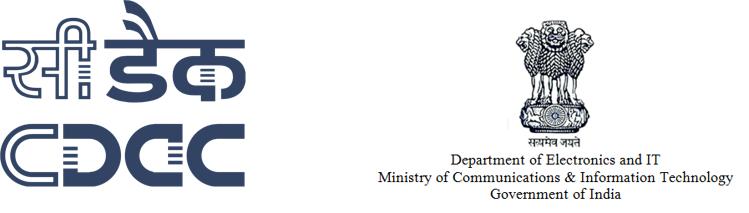 सी डैक
CDAC
सत्यमेव जयते
Department of Electronics and IT
Ministry of Communications & Information Technology
Government of India